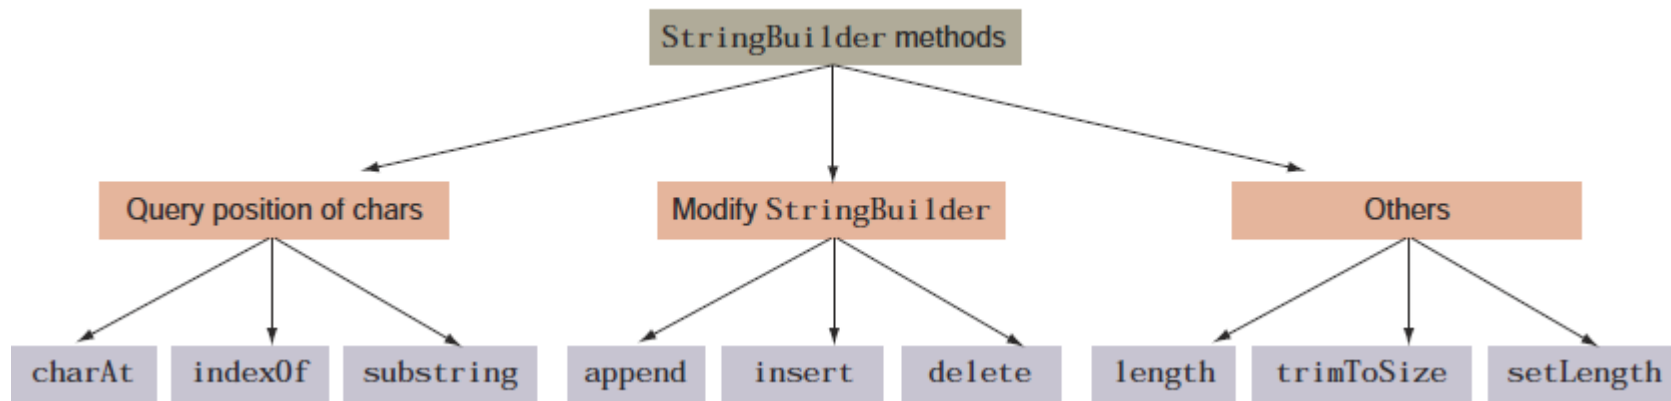 StringBuilder methods
Query position of chars
Modify StringBuilder
Others
charAt
indexOf
substring
append
insert
delete
length
trimToSize
setLength